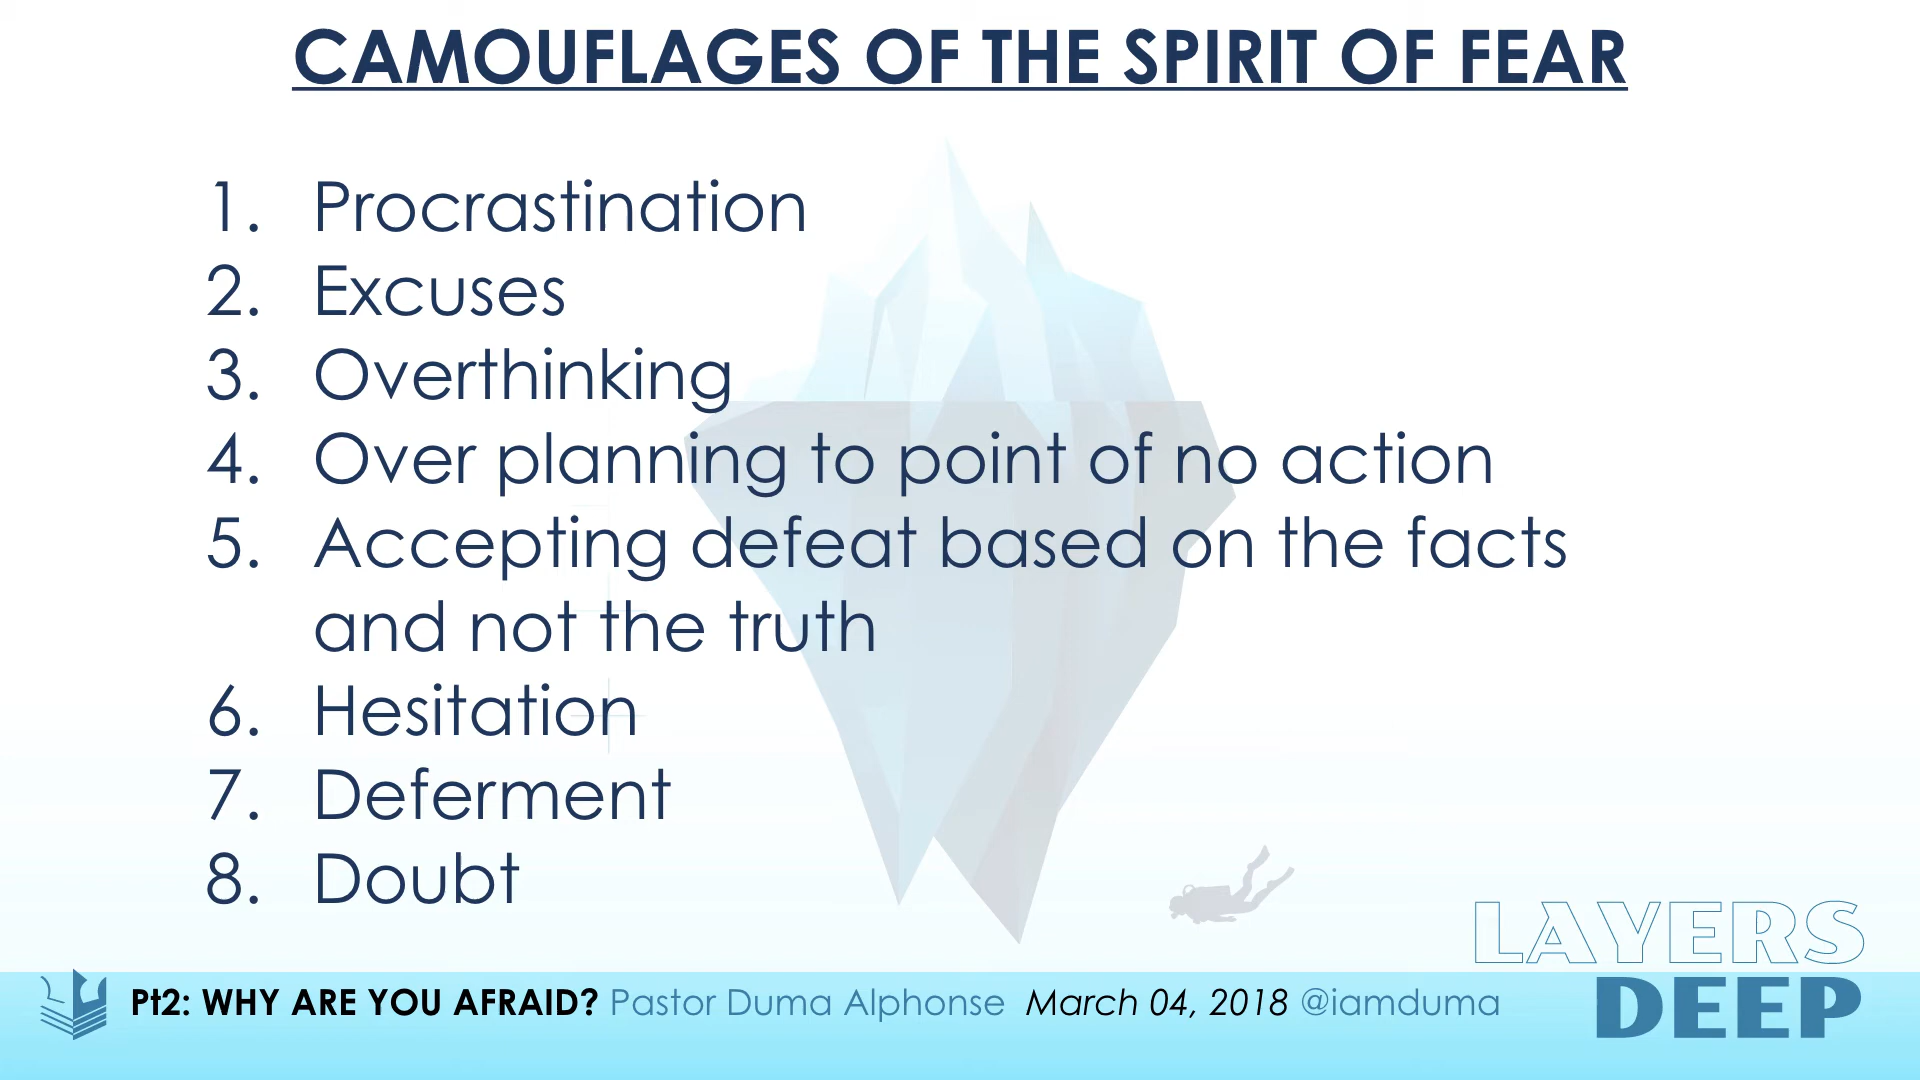 CAMOUFLAGES OF THE SPIRIT OF FEAR
1. Procrastination
2. Excuses
3. Overthinking
4. Over planning to point of no action
5. Accepting defeat based on the facts
and not the truth
6. Hesitation
7. Deferment
8. Doubt
LAYERS
DEEP
Pt2: WHY ARE YOU AFRAID? Pastor Duma Alphonse March 04, 2018 @iamduma